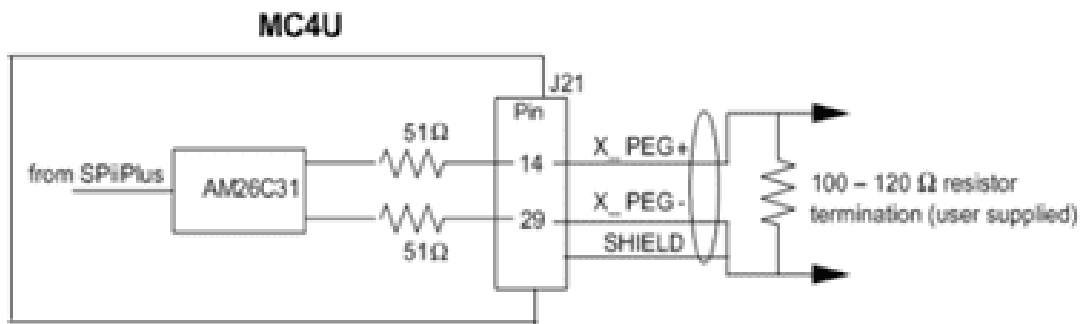 MC4U
J21
Pin
51Ω
14
X_PEG+
from SPiiPlus
AM26C31
100 – 120 Ω resistor
termination (user supplied)
X_PEG-
29
51Ω
SHIELD